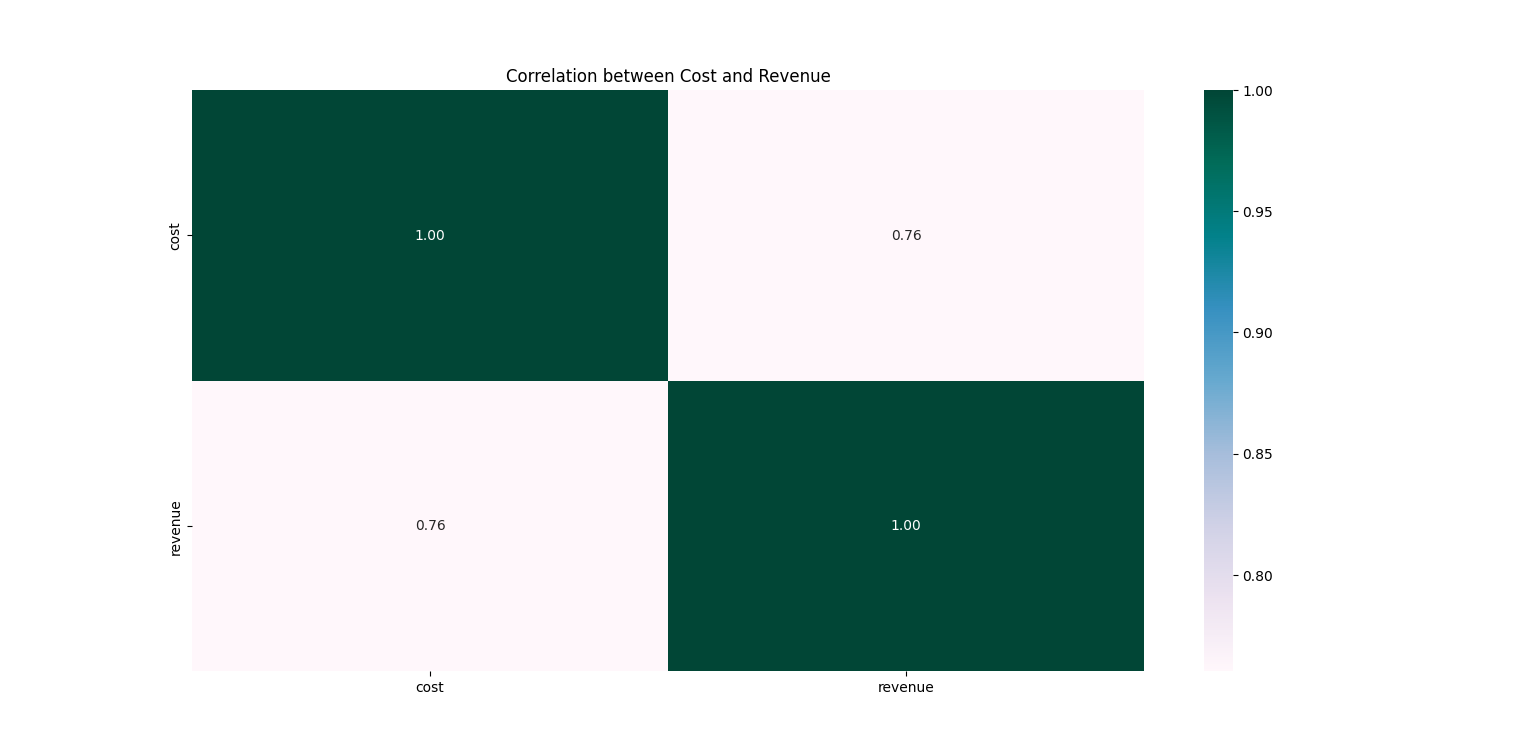 Correlation between Cost and Revenue
1.00
0.95
0.90
0.85
0.80
cost
1.00
0.76
revenue
0.76
1.00
cost
revenue